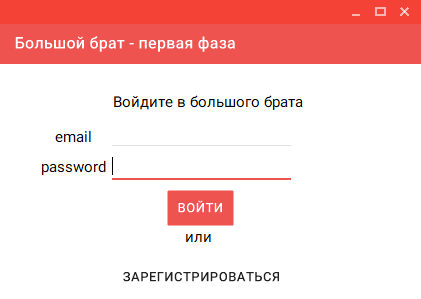 Большой брат - первая фаза
Войдите в большого брата
email
password
ВОЙТИ
или
ЗАРЕГИСТРИРОВАТЬСЯ